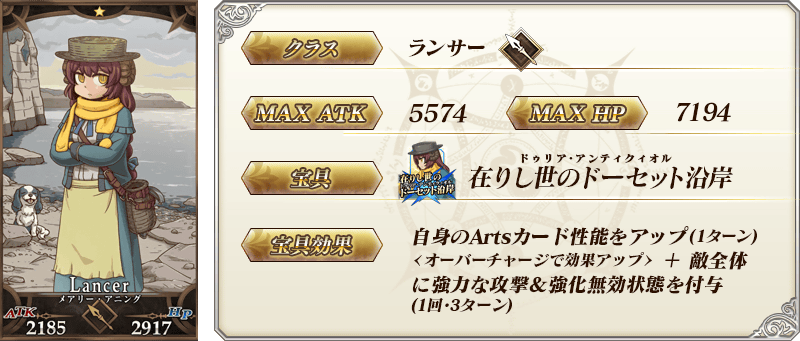 Lancer
メアリー・アニング
ATK
2185
HP
2917
クラス
ランサー
MAX ATK
5574
MAX HP
7194
宝具
在りし世の
ドーセット沿岸
ドゥリア・アンティクィオル
在りし世のドーセット沿岸
宝具効果
自身のArtsカード性能をアップ(1ターン)
<オーバーチャージで効果アップ> + 敵全体
に強力な攻撃&強化無効状態を付与
(1回・3ターン)